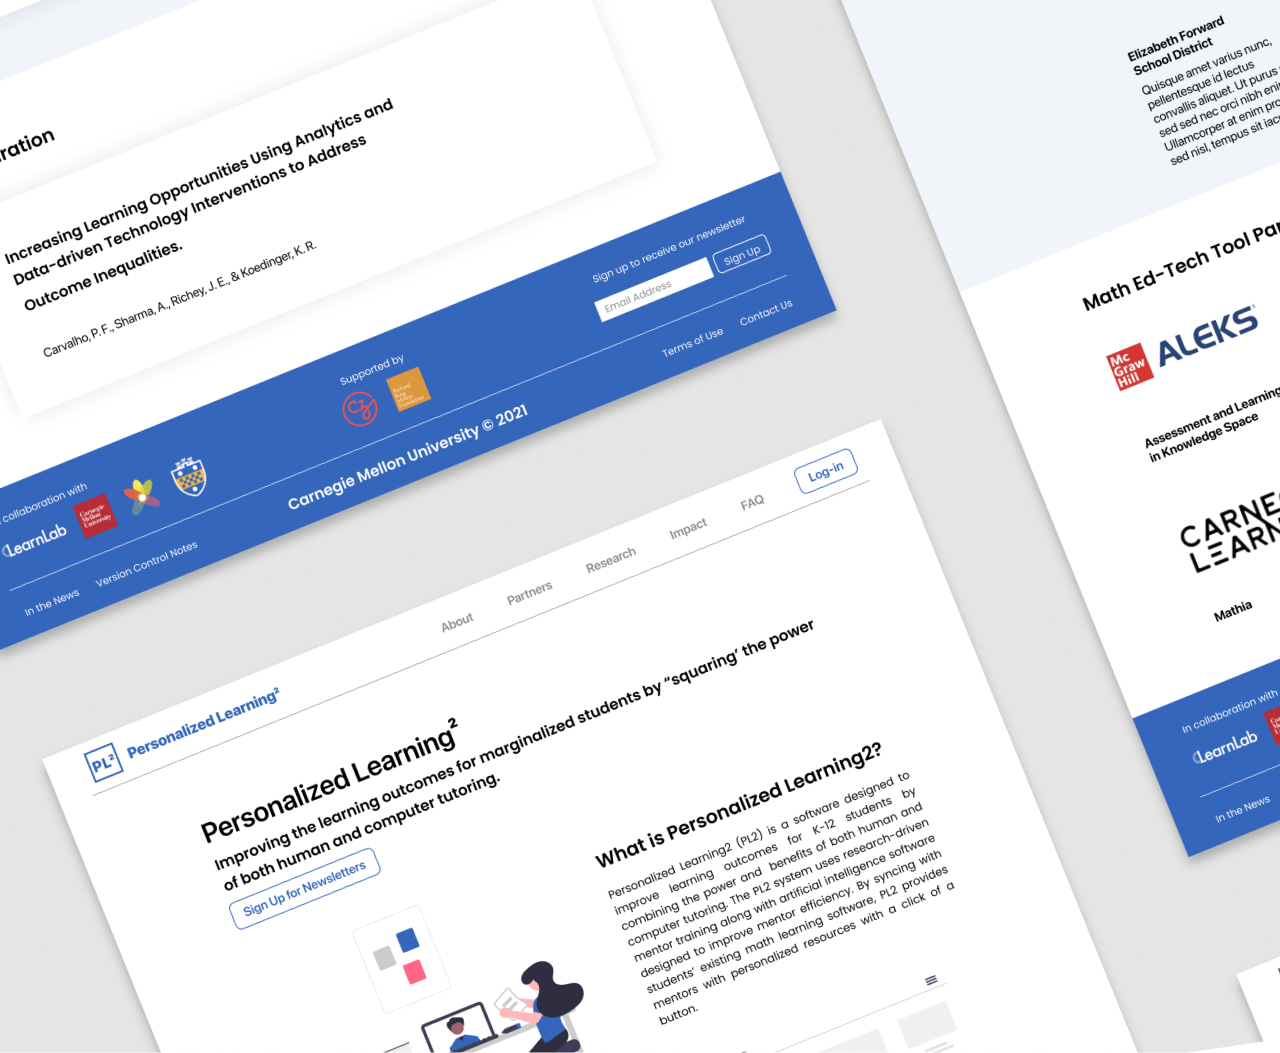 Increasing Learning Opportunities Using Analytics and
Data-driven Technology Interventions to Address
Outcome Inequalities.
Carvalho, P. F., Sharma, A., Richey, J. E., & Koedinger, K. R.
Sign up to receive our newsletter
Email Address
Sign Up
collaboration with
LearnLab
Carnegie
Mellon
University
Supported by
CZI
Richard
King
Mellon
Foundation
In the News
Version Control Notes
Carnegie Mellon University © 2021
Terms of Use
Contact Us
PL²
Personalized Learning²
About
Partners
Research
Impact
FAQ
Log-in
Personalized Learning²
Improving the learning outcomes for marginalized students by “squaring’ the power
of both human and computer tutoring.
Sign Up for Newsletters
What is Personalized Learning2?
Personalized Learning2 (PL2) is a software designed to
improve learning outcomes for K-12 students by
combining the power and benefits of both human and
computer tutoring. The PL2 system uses research-driven
mentor training along with artificial intelligence software
designed to improve mentor efficiency. By syncing with
students’ existing math learning software, PL2 provides
mentors with personalized resources with a click of a
button.
Elizabeth Forward
School District
Quisque amet varius nunc,
pellentesque id lectus
convallis aliquet. Ut purus
sed sed nec orci nibh
Ullamcorper at enim
sed nisl, tempus sit
Math Ed-Tech Tool
Mc
Graw
Hill
ALEKS®
Assessment and Learning
in Knowledge Space
Mathia
In collaboration with
LearnLab
In the News